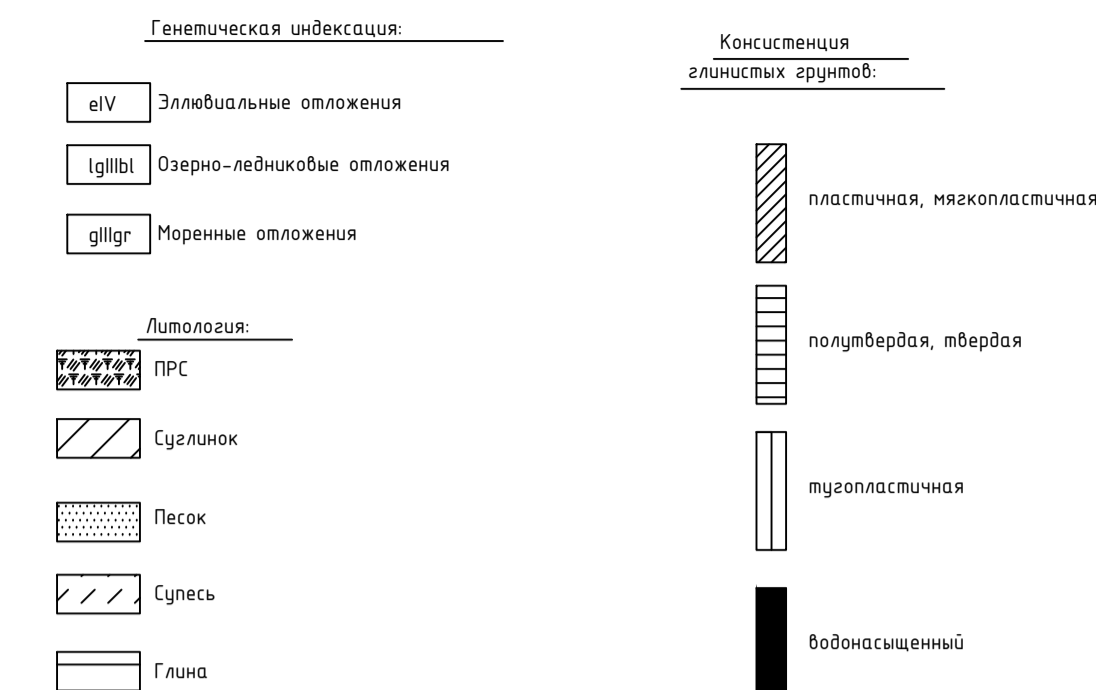 Генетическая индексация:
eIV
Эллювиальные отложения
lgIIIbl
Озерно-ледниковые отложения
gIIIgr
Моренные отложения
Литология:
ПРС
Суглинок
Песок
Супесь
Глина
Консистенция
глинистых грунтов:
пластичная, мягкопластичная
полутвердая, твердая
тугопластичная
водонасыщенный